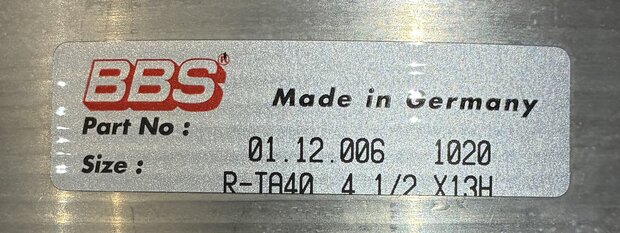 BBS®
Made in Germany
Part No :
01.12.006 1020
Size :
R-TA40 4 1/2 X13H